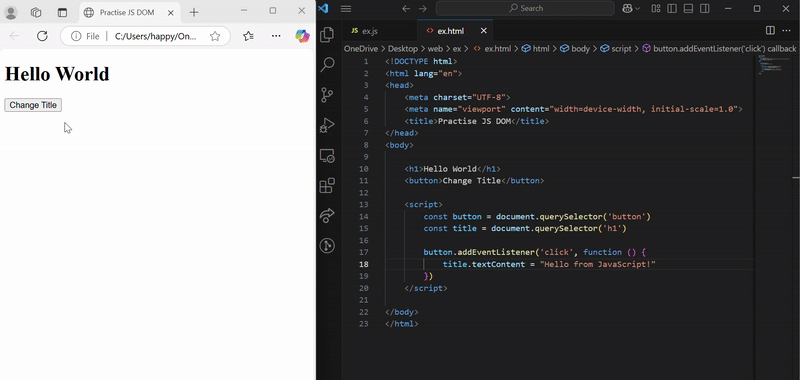 Practise JS DOM
File
C:/Users/happy/On...
Hello World
Change Title
Search
ex.js
ex.html
OneDrive > Desktop > web > ex > ex.html > html > body > script > button.addEventListener('click') callback
1 <!DOCTYPE html>
2 <html lang="en">
3 <head>
4 <meta charset="UTF-8">
5 <meta name="viewport" content="width=device-width, initial-scale=1.0">
6 <title>Practise JS DOM</title>
7 </head>
8 <body>
9
10 <h1>Hello World</h1>
11 <button>Change Title</button>
12
13 <script>
14 const button = document.querySelector('button')
15 const title = document.querySelector('h1')
16
17 button.addEventListener('click', function () {
18 title.textContent = "Hello from JavaScript!"
19 })
20 </script>
21
22 </body>
23 </html>